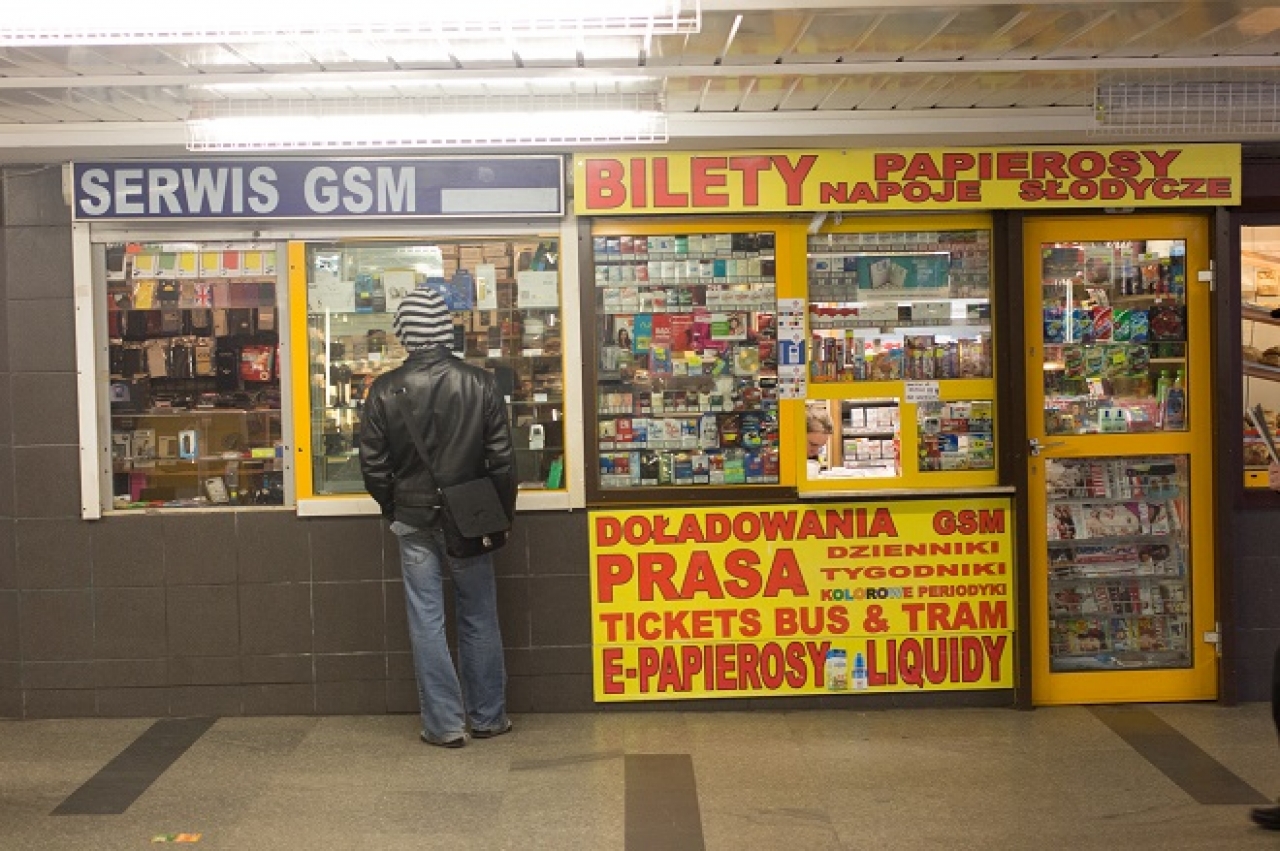 SERWIS GSM
BILETY PAPIEROSY
NAPOJE SŁODYCZE
DOŁADOWANIA GSM
PRASA DZIENNIKI
TYGODNIKI
KOLOROWE PERIODYKI
TICKETS BUS & TRAM
E-PAPIEROSY LIQUIDY